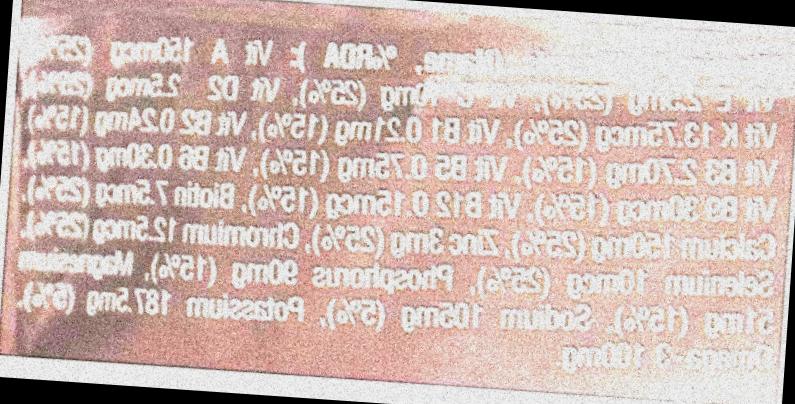 (Name, %RDA ): Vit A 150mcg (25%),
Vit E 2.5mg (25%), Vit C 10mg (25%), Vit D2 2.5mcg (25%),
Vit K 13.75mcg (25%), Vit B1 0.21mg (15%), Vit B2 0.24mg (15%),
Vit B3 2.70mg (15%), Vit B5 0.75mg (15%), Vit B6 0.30mg (15%),
Vit B9 30mcg (15%), Vit B12 0.15mcg (15%), Biotin 7.5mcg (25%),
Calcium 150mg (25%), Zinc 3mg (25%), Chromium 12.5mcg (25%),
Selenium 10mcg (25%), Phosphorus 90mg (15%), Magnesium
51mg (15%), Sodium 105mg (5%), Potassium 187.5mg (5%),
Omega-3 100mg.